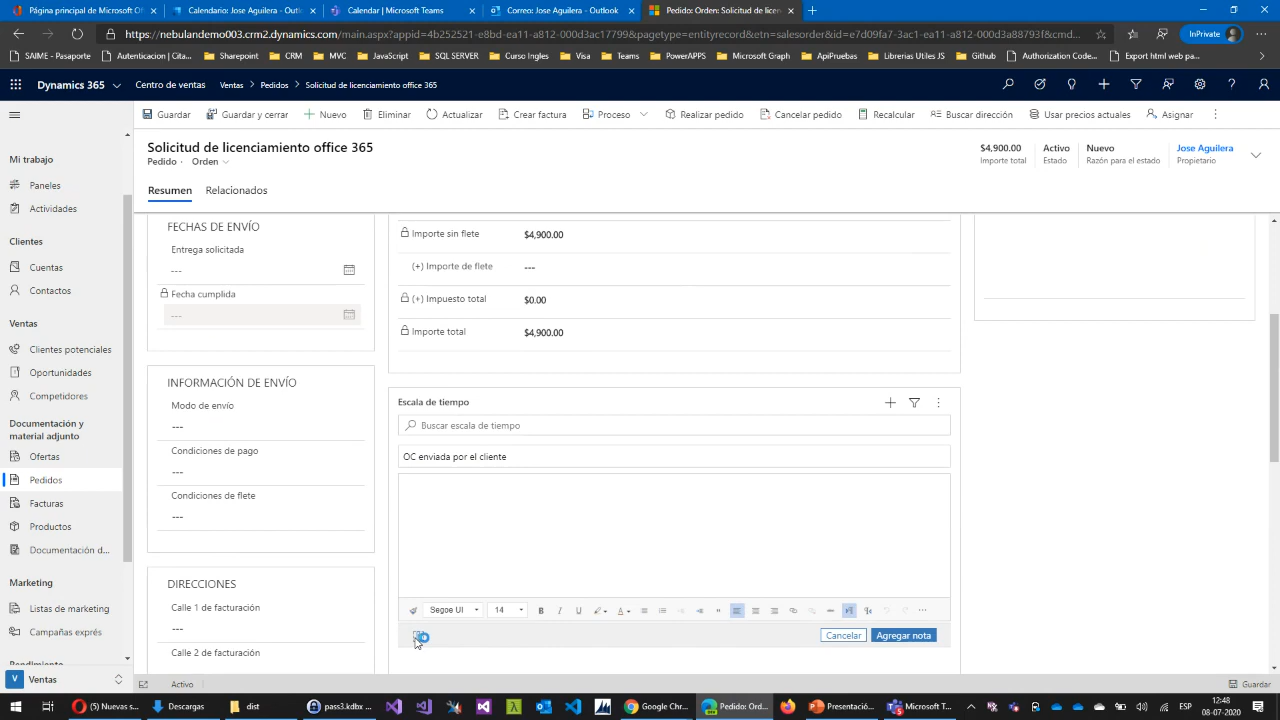 Página principal de Microsoft Of
Calendario: Jose Aguilera - Outlo
Calendar | Microsoft Teams
Correo: Jose Aguilera - Outlook
Pedido: Orden: Solicitud de licen
https://nebulandemo003.crm2.dynamics.com/main.aspx?appid=4b252521-e8bd-ea11-a812-000d3ac17799&pagetype=entityrecord&etn=salesorder&id=e7d09fa7-3ac1-ea11-a812-000d3a88793f&cmd...
InPrivate
SAIME - Pasaporte
Autenticacion | Cita...
Sharepoint
CRM
MVC
JavaScript
SQL SERVER
Curso Ingles
Visa
Teams
PowerAPPS
Microsoft Graph
Apuntes
Librerias Utiles JS
Github
Authorization Code...
Export html web pa...
Dynamics 365
Centro de ventas
Ventas > Pedidos > Solicitud de licenciamiento office 365
Guardar
Guardar y cerrar
Nuevo
Eliminar
Actualizar
Crear factura
Proceso
Realizar pedido
Cancelar pedido
Recalcular
Buscar dirección
Usar precios actuales
Asignar
Solicitud de licenciamiento office 365
Pedido · Orden
$4,900.00
Importe total
Activo
Estado
Nuevo
Razón para el estado
Jose Aguilera
Propietario
Resumen
Relacionados
Mi trabajo
Paneles
Actividades
Clientes
Cuentas
Contactos
Ventas
Clientes potenciales
Oportunidades
Competidores
Documentación y
material adjunto
Ofertas
Pedidos
Facturas
Productos
Documentación d...
Marketing
Listas de marketing
Campañas exprés
V Ventas
FECHAS DE ENVÍO
Entrega solicitada
---
Fecha cumplida
---
INFORMACIÓN DE ENVÍO
Modo de envío
---
Condiciones de pago
---
Condiciones de flete
---
DIRECCIONES
Calle 1 de facturación
---
Calle 2 de facturación
Importe sin flete $4,900.00
(+) Importe de flete ---
(+) Impuesto total $0.00
Importe total $4,900.00
Escala de tiempo
Buscar escala de tiempo
OC enviada por el cliente
Segoe UI 14
Cancelar
Agregar nota
Activo
Guardar
(4) Nuevas s...
Descargas
dist
pass3.kdbx ...
Google Chr...
Pedido: Ord...
Presentació...
Microsoft T...
ESP
12:48
08-07-2020